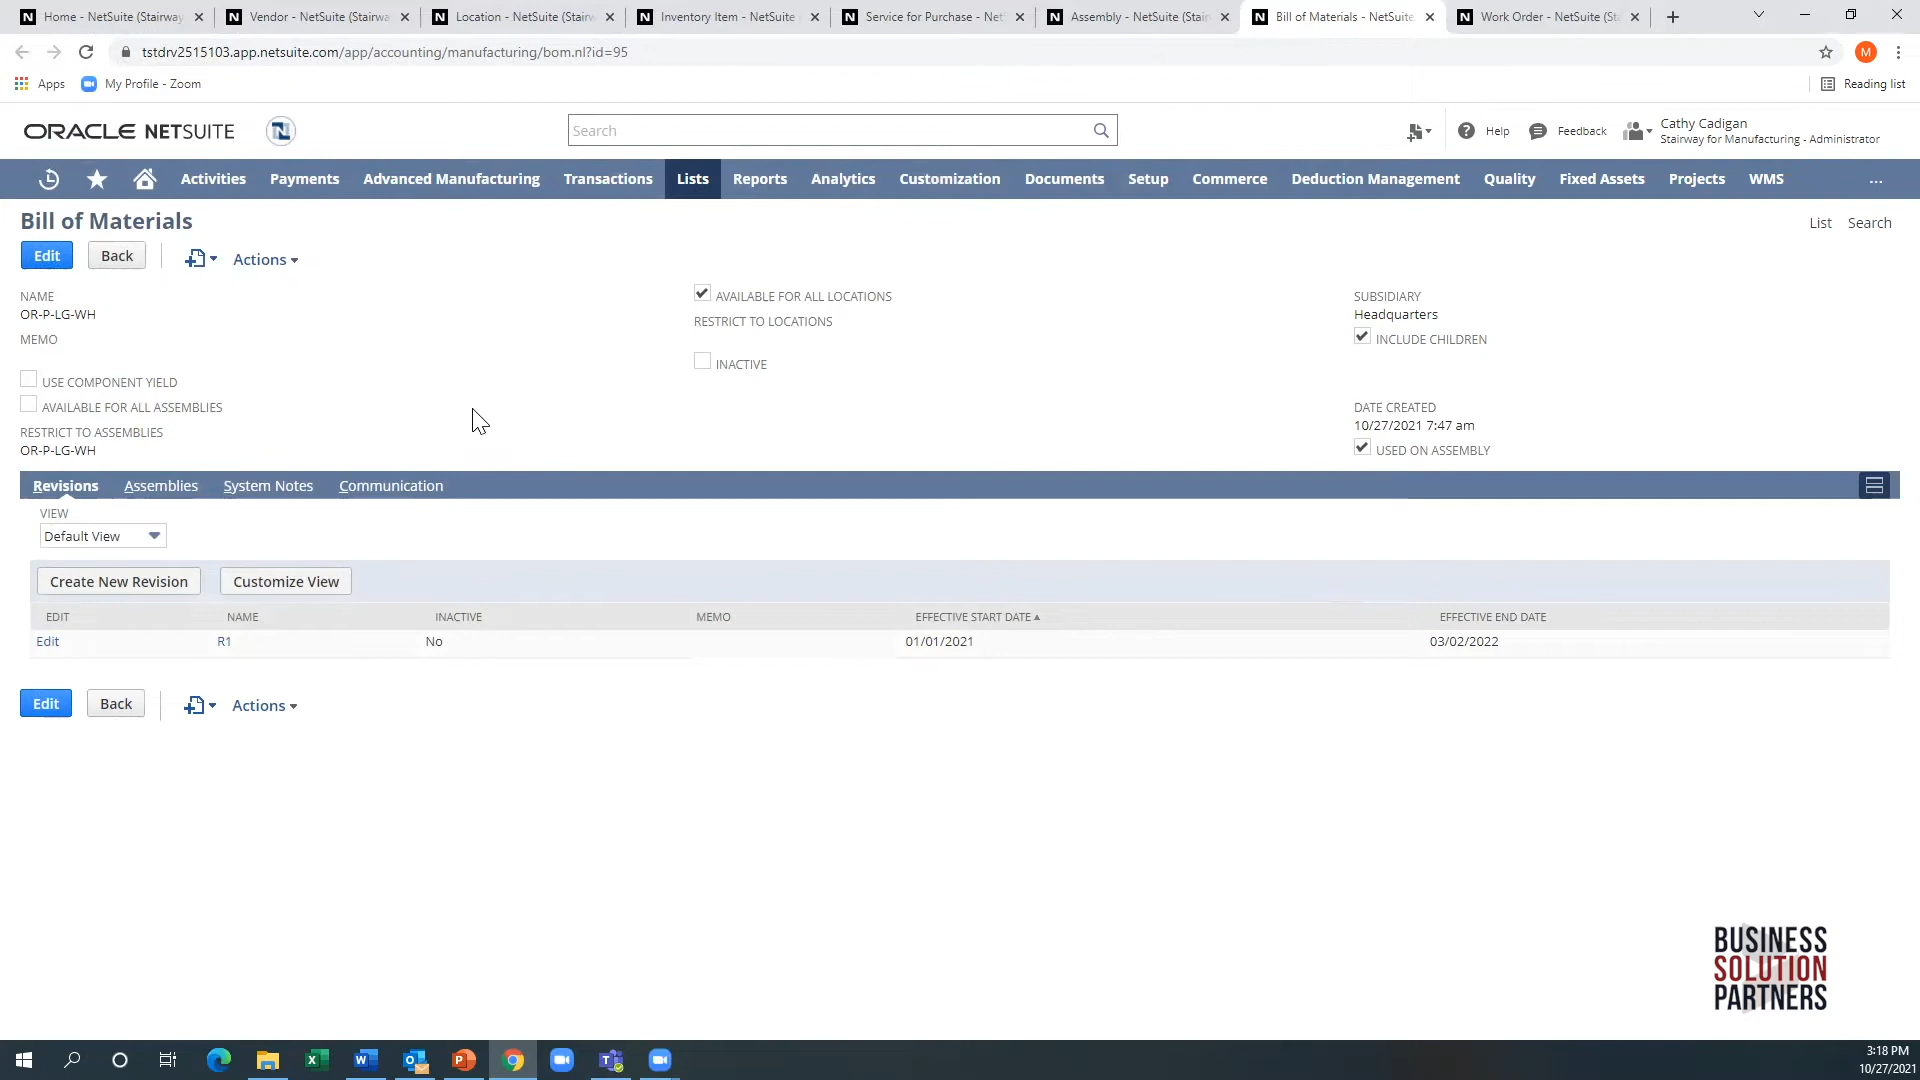 Home - NetSuite (Stairway
Vendor - NetSuite (Stairwa
Location - NetSuite (Stairw
Inventory Item - NetSuite
Service for Purchase - Net
Assembly - NetSuite (Stair
Bill of Materials - NetSuite
Work Order - NetSuite (St
tstdrv2515103.app.netsuite.com/app/accounting/manufacturing/bom.nl?id=95
M
Apps
My Profile - Zoom
Reading list
ORACLE NETSUITE
N
Search
Help
Feedback
Cathy Cadigan
Stairway for Manufacturing - Administrator
Activities
Payments
Advanced Manufacturing
Transactions
Lists
Reports
Analytics
Customization
Documents
Setup
Commerce
Deduction Management
Quality
Fixed Assets
Projects
WMS
...
Bill of Materials
List
Search
Edit
Back
Actions
NAME
OR-P-LG-WH
MEMO
USE COMPONENT YIELD
AVAILABLE FOR ALL ASSEMBLIES
RESTRICT TO ASSEMBLIES
OR-P-LG-WH
AVAILABLE FOR ALL LOCATIONS
RESTRICT TO LOCATIONS
INACTIVE
SUBSIDIARY
Headquarters
INCLUDE CHILDREN
DATE CREATED
10/27/2021 7:47 am
USED ON ASSEMBLY
Revisions
Assemblies
System Notes
Communication
VIEW
Default View
Create New Revision
Customize View
EDIT NAME INACTIVE MEMO EFFECTIVE START DATE EFFECTIVE END DATE
Edit R1 No 01/01/2021 03/02/2022
Edit
Back
Actions
BUSINESS
SOLUTION
PARTNERS
3:18 PM
10/27/2021